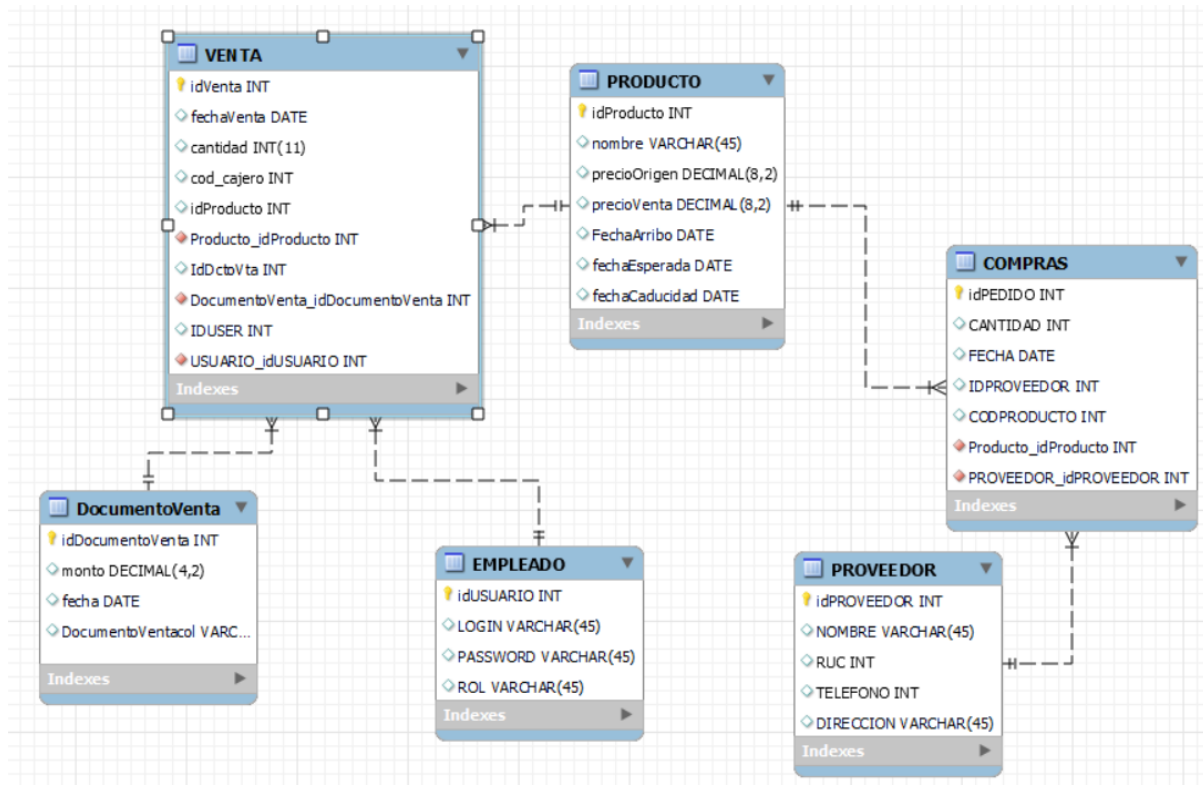 VENTA
idVenta INT
fechaVenta DATE
cantidad INT(11)
cod_cajero INT
idProducto INT
Producto_idProducto INT
IdDctoVta INT
DocumentoVenta_idDocumentoVenta INT
IDUSER INT
USUARIO_idUSUARIO INT
Indexes
PRODUCTO
idProducto INT
nombre VARCHAR(45)
precioOrigen DECIMAL(8,2)
precioVenta DECIMAL(8,2)
FechaArribo DATE
fechaEsperada DATE
fechaCaducidad DATE
Indexes
COMPRAS
idPEDIDO INT
CANTIDAD INT
FECHA DATE
IDPROVEEDOR INT
CODPRODUCTO INT
Producto_idProducto INT
PROVEEDOR_idPROVEEDOR INT
Indexes
DocumentoVenta
idDocumentoVenta INT
monto DECIMAL(4,2)
fecha DATE
DocumentoVentacol VARC...
Indexes
EMPLEADO
idUSUARIO INT
LOGIN VARCHAR(45)
PASSWORD VARCHAR(45)
ROL VARCHAR(45)
Indexes
PROVEEDOR
idPROVEEDOR INT
NOMBRE VARCHAR(45)
RUC INT
TELEFONO INT
DIRECCION VARCHAR(45)
Indexes